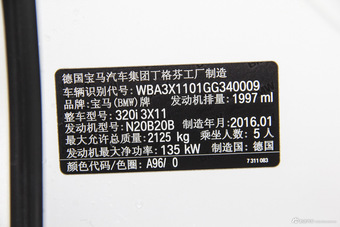 德国宝马汽车集团丁格芬工厂制造
车辆识别代号: WBA3X1101GG340009
品牌: 宝马(BMW)牌 发动机排量: 1997 ml
整车型号: 320i 3X11
发动机型号: N20B20B 制造年月: 2016.01
最大允许总质量: 2125 kg 乘坐人数: 5人
发动机最大净功率: 135 kW 制造国: 德国
颜色代码/色圈: A96/ 0 7 311 083